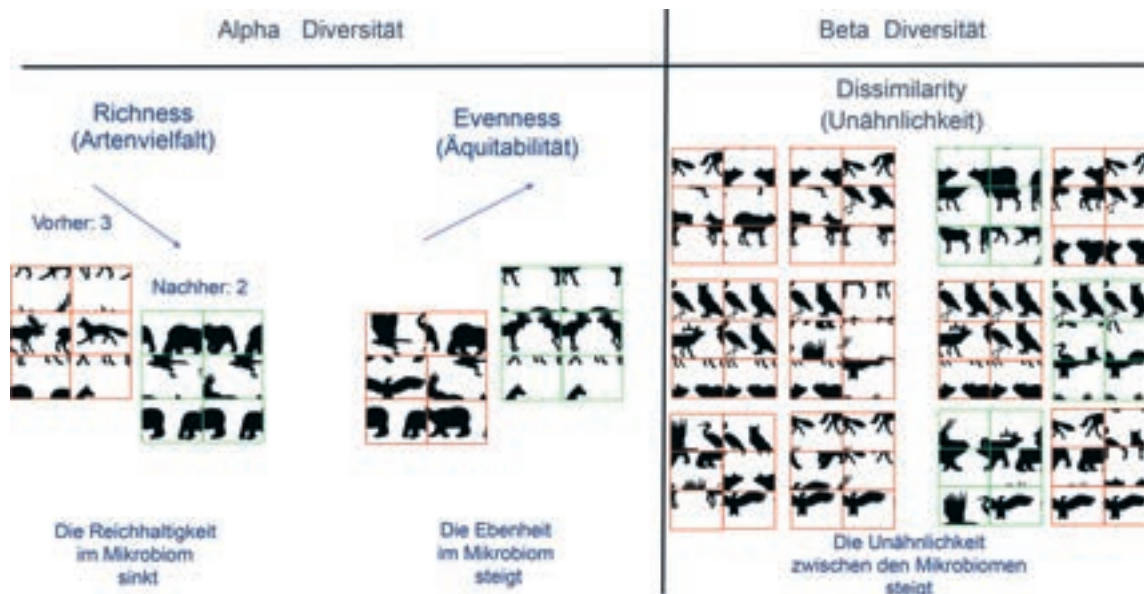 Alpha Diversität
Beta Diversität
Richness
(Artenvielfalt)
Vorher: 3
Nachher: 2
Die Reichhaltigkeit
im Mikrobiom
sinkt
Evenness
(Äquitabilität)
Die Ebenheit
im Mikrobiom
steigt
Dissimilarity
(Unähnlichkeit)
Die Unähnlichkeit
zwischen den Mikrobiomen
steigt